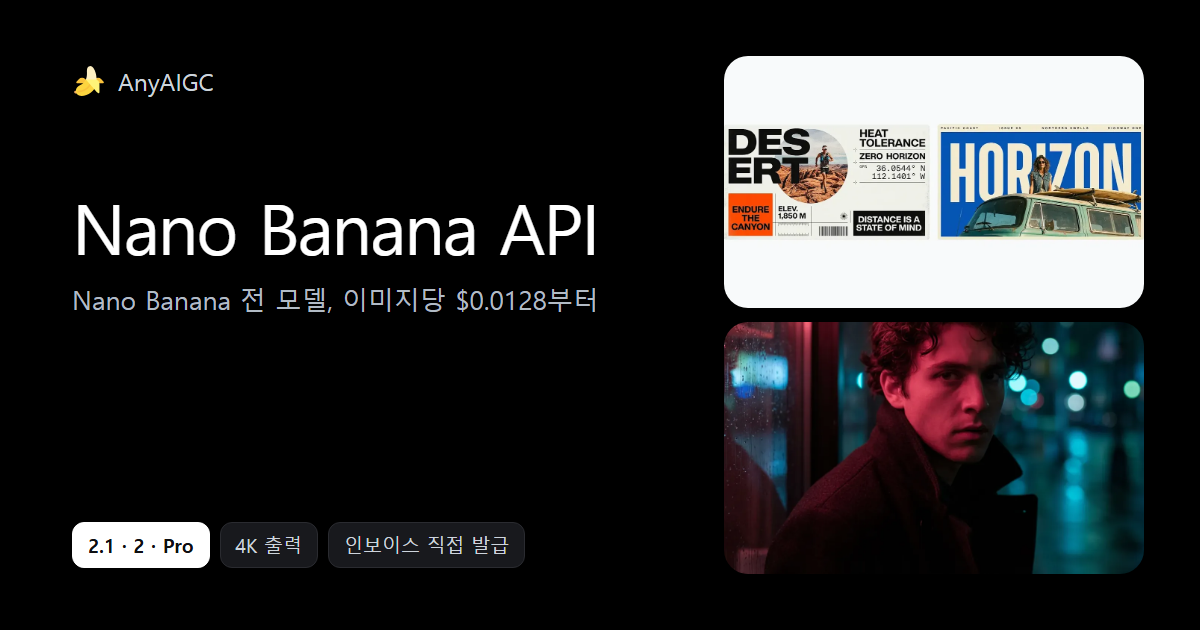 AnyAIGC
Nano Banana API
Nano Banana 전 모델, 이미지당 $0.0128부터
2.1 · 2 · Pro
4K 출력
인보이스 직접 발급
DES
ERT
HEAT
TOLERANCE
ZERO HORIZON
36.0544° N
112.1401° W
ENDURE
THE
CANYON
ELEV.
1,850 M
DISTANCE IS A
STATE OF MIND
HORIZON